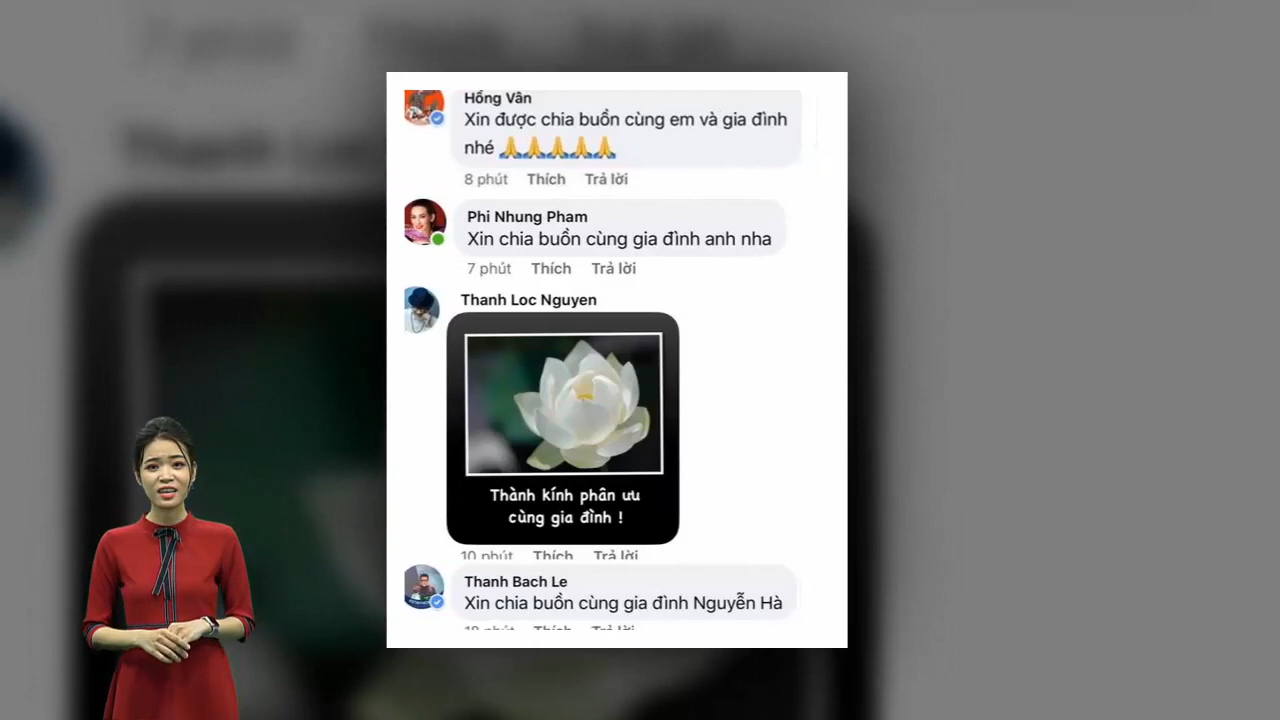 Hồng Vân
Xin được chia buồn cùng em và gia đình
nhé 🙏🙏🙏🙏🙏
8 phút Thích Trả lời
Phi Nhung Pham
Xin chia buồn cùng gia đình anh nha
7 phút Thích Trả lời
Thanh Loc Nguyen
Thành kính phân ưu
cùng gia đình !
10 phút Thích Trả lời
Thanh Bach Le
Xin chia buồn cùng gia đình Nguyễn Hà
Thích Trả lời